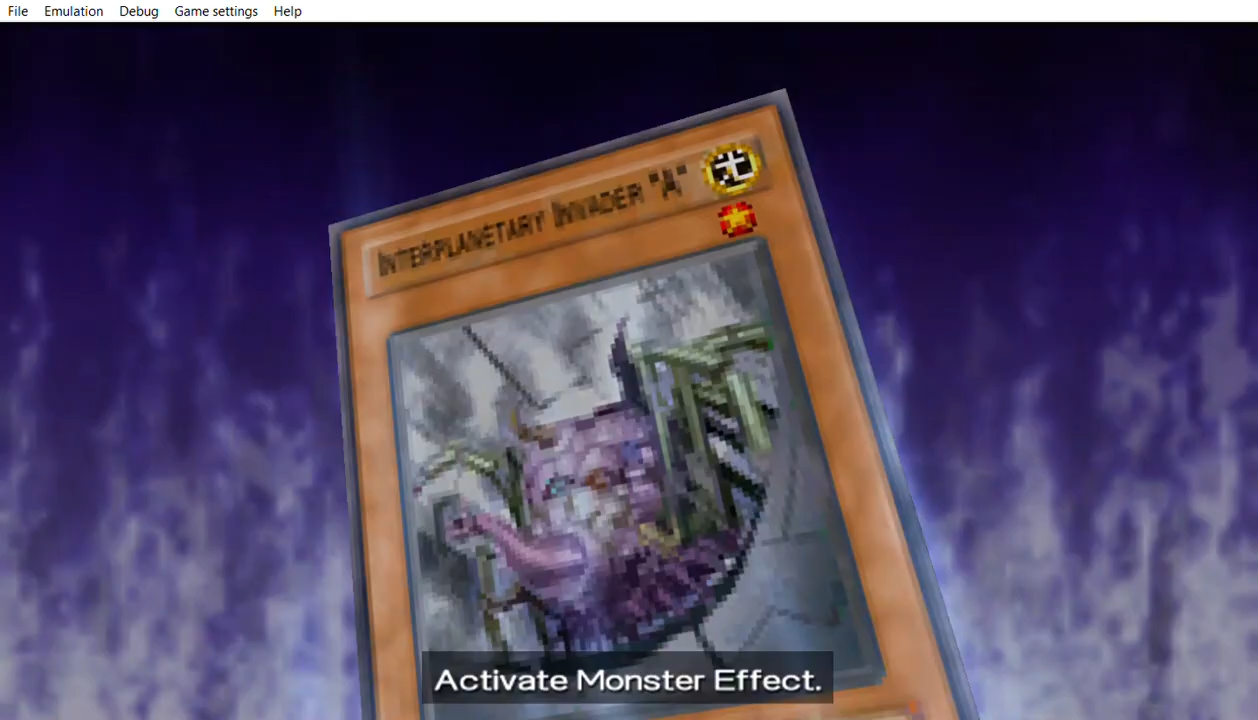 File Emulation Debug Game settings Help
INTERPLANETARY INVADER "A"
Activate Monster Effect.